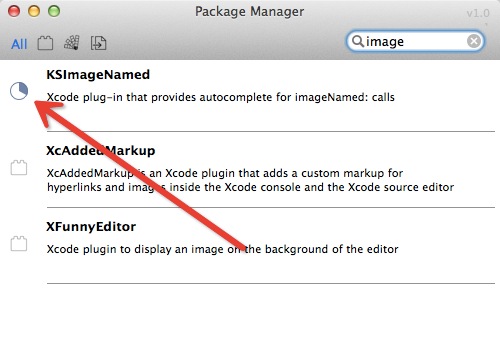 Package Manager
v1.0
All
image
KSImageNamed
Xcode plug-in that provides autocomplete for imageNamed: calls
XcAddedMarkup
XcAddedMarkup is an Xcode plugin that adds a custom markup for
hyperlinks and images inside the Xcode console and the Xcode source editor
XFunnyEditor
Xcode plugin to display an image on the background of the editor